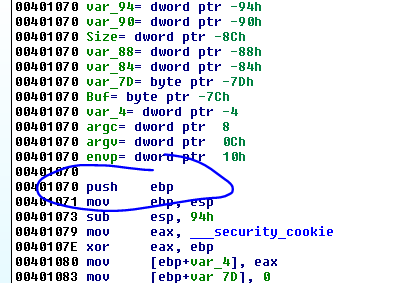 00401070 var_94= dword ptr -94h
00401070 var_90= dword ptr -90h
00401070 Size= dword ptr -8Ch
00401070 var_88= dword ptr -88h
00401070 var_84= dword ptr -84h
00401070 var_7D= byte ptr -7Dh
00401070 Buf= byte ptr -7Ch
00401070 var_4= dword ptr -4
00401070 argc= dword ptr 8
00401070 argv= dword ptr 0Ch
00401070 envp= dword ptr 10h
00401070
00401070 push ebp
00401071 mov ebp, esp
00401073 sub esp, 94h
00401079 mov eax, ___security_cookie
0040107E xor eax, ebp
00401080 mov [ebp+var_4], eax
00401083 mov [ebp+var_7D], 0